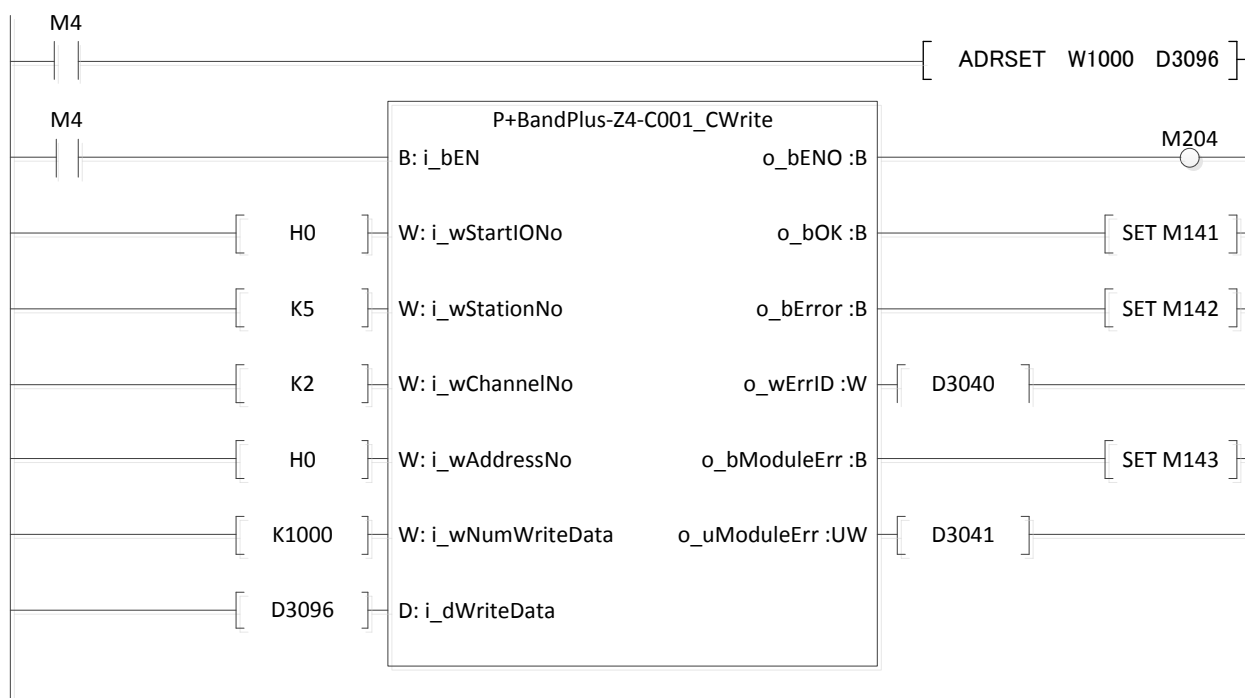 M4
ADRSET W1000 D3096
M4
P+BandPlus-Z4-C001_CWrite
M204
B: i_bEN
o_bENO :B
H0
W: i_wStartIONo
o_bOK :B
SET M141
K5
W: i_wStationNo
o_bError :B
SET M142
K2
W: i_wChannelNo
o_wErrID :W
D3040
H0
W: i_wAddressNo
o_bModuleErr :B
SET M143
K1000
W: i_wNumWriteData
o_uModuleErr :UW
D3041
D3096
D: i_dWriteData